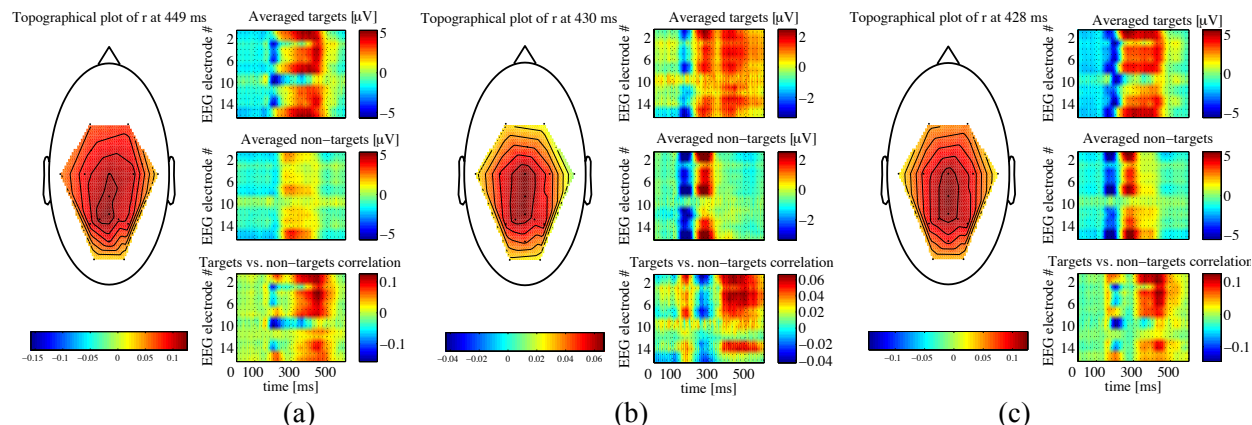 Topographical plot of r at 449 ms
Averaged targets [μV]
EEG electrode #
2
6
10
14
5
0
−5
Averaged non−targets [μV]
EEG electrode #
2
6
10
14
5
0
−5
Targets vs. non−targets correlation
EEG electrode #
2
6
10
14
0.1
0
−0.1
0 100 300 500
time [ms]
−0.15 −0.1 −0.05 0 0.05 0.1
(a)
Topographical plot of r at 430 ms
Averaged targets [μV]
EEG electrode #
2
6
10
14
2
0
−2
Averaged non−targets [μV]
EEG electrode #
2
6
10
14
2
0
−2
Targets vs. non−targets correlation
EEG electrode #
2
6
10
14
0.06
0.04
0.02
0
−0.02
−0.04
0 100 300 500
time [ms]
−0.04 −0.02 0 0.02 0.04 0.06
(b)
Topographical plot of r at 428 ms
Averaged targets [μV]
EEG electrode #
2
6
10
14
5
0
−5
Averaged non−targets
EEG electrode #
2
6
10
14
5
0
−5
Targets vs. non−targets correlation
EEG electrode #
2
6
10
14
0.1
0
−0.1
0 100 300 500
time [ms]
−0.1 −0.05 0 0.05 0.1
(c)